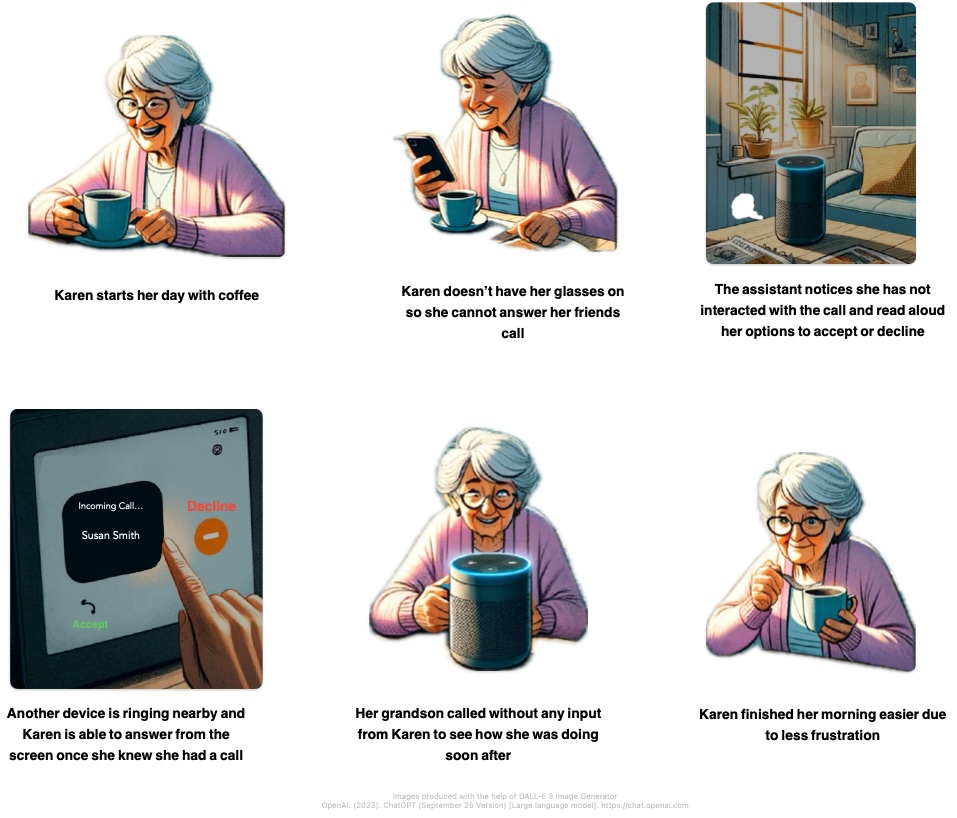 Karen starts her day with coffee
Karen doesn't have her glasses on
so she cannot answer her friends
call
The assistant notices she has not
interacted with the call and read aloud
her options to accept or decline
Incoming Call...
Susan Smith
Decline
Accept
Another device is ringing nearby and
Karen is able to answer from the
screen once she knew she had a call
Her grandson called without any input
from Karen to see how she was doing
soon after
Karen finished her morning easier due
to less frustration
Images produced with the help of DALL-E 3 Image Generator
OpenAI. (2023). ChatGPT (September 25 Version) [Large language model]. https://chat.openai.com